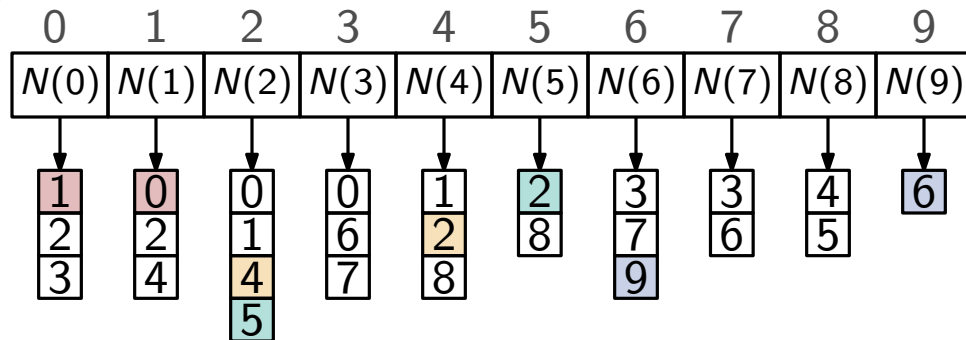 0 1 2 3 4 5 6 7 8 9
N(0) N(1) N(2) N(3) N(4) N(5) N(6) N(7) N(8) N(9)
1 0 0 0 1 2 3 3 4 6
2 2 1 6 2 8 7 6 5
3 4 4 7 8 9
5